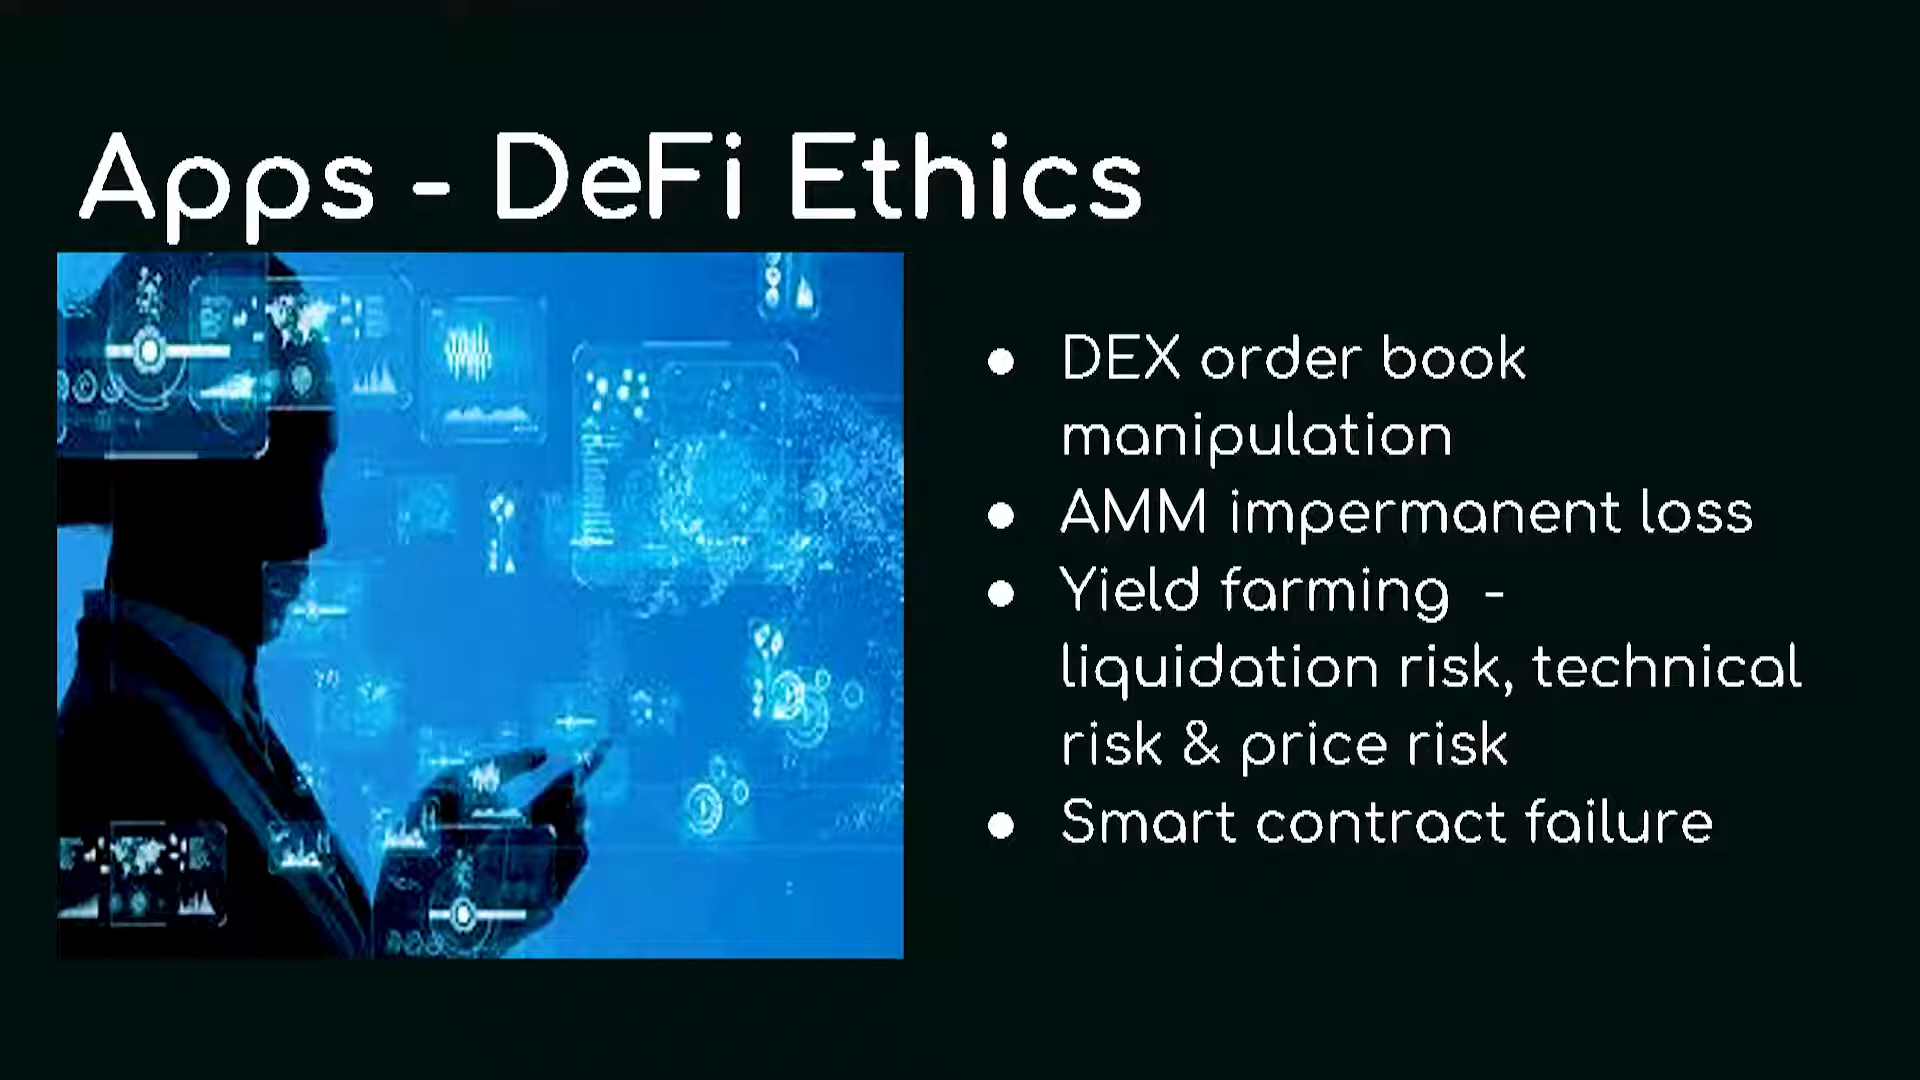 Apps - DeFi Ethics
● DEX order book
manipulation
● AMM impermanent loss
● Yield farming -
liquidation risk, technical
risk & price risk
● Smart contract failure